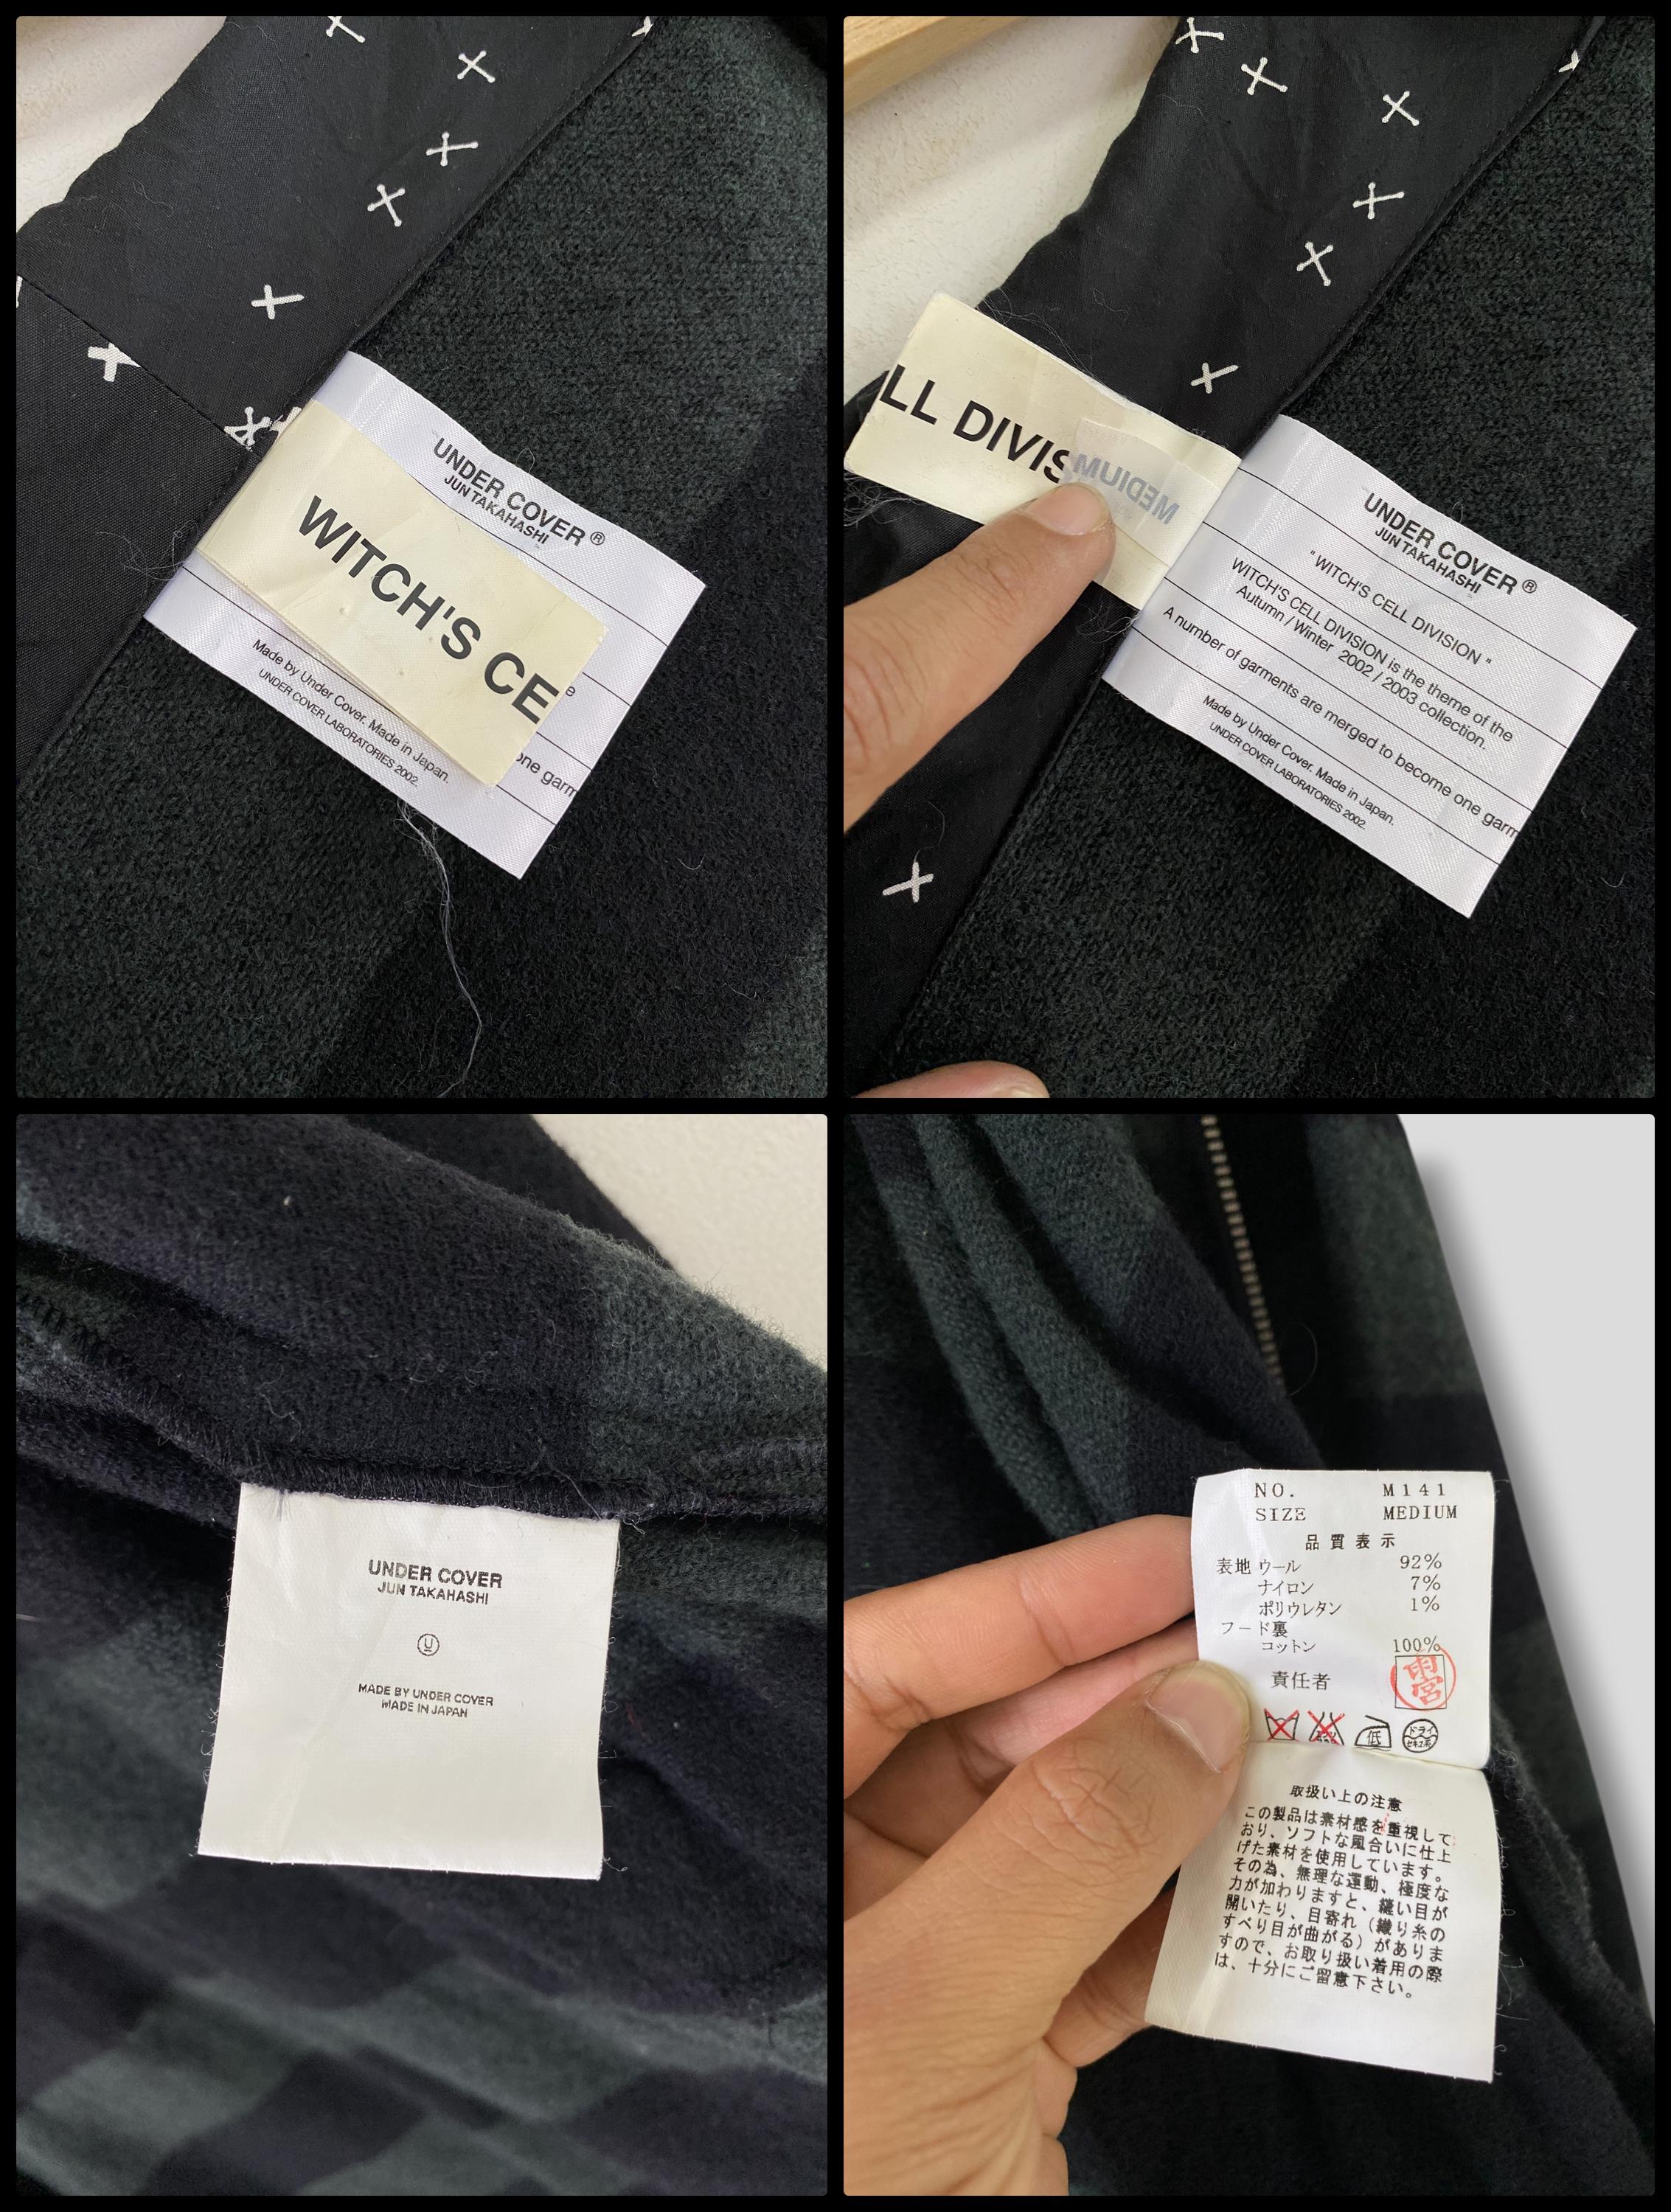 UNDER COVER®
JUN TAKAHASHI
WITCH'S CE
e
one garm
Made by Under Cover. Made in Japan.
UNDER COVER LABORATORIES 2002.
LL DIVIS
MEDIUM
UNDER COVER®
JUN TAKAHASHI
"WITCH'S CELL DIVISION"
WITCH'S CELL DIVISION is the theme of the
Autumn / Winter 2002 / 2003 collection.
A number of garments are merged to become one garm
Made by Under Cover. Made in Japan.
UNDER COVER LABORATORIES 2002.
UNDER COVER
JUN TAKAHASHI
U
MADE BY UNDER COVER
MADE IN JAPAN
NO. M141
SIZE MEDIUM
品質表示
表地 ウール 92%
ナイロン 7%
ポリウレタン 1%
フード裏
コットン 100%
責任者 雨宮
低 ドライ
取扱い上の注意
この製品は素材感を重視して
おり、ソフトな風合いに仕上
げた素材を使用しています。
その為、無理な運動、極度な
力が加わりますと、縫い目が
開いたり、目寄れ（織り糸の
すべり目が曲がる）がありま
すので、お取り扱い着用の際
は、十分にご留意下さい。